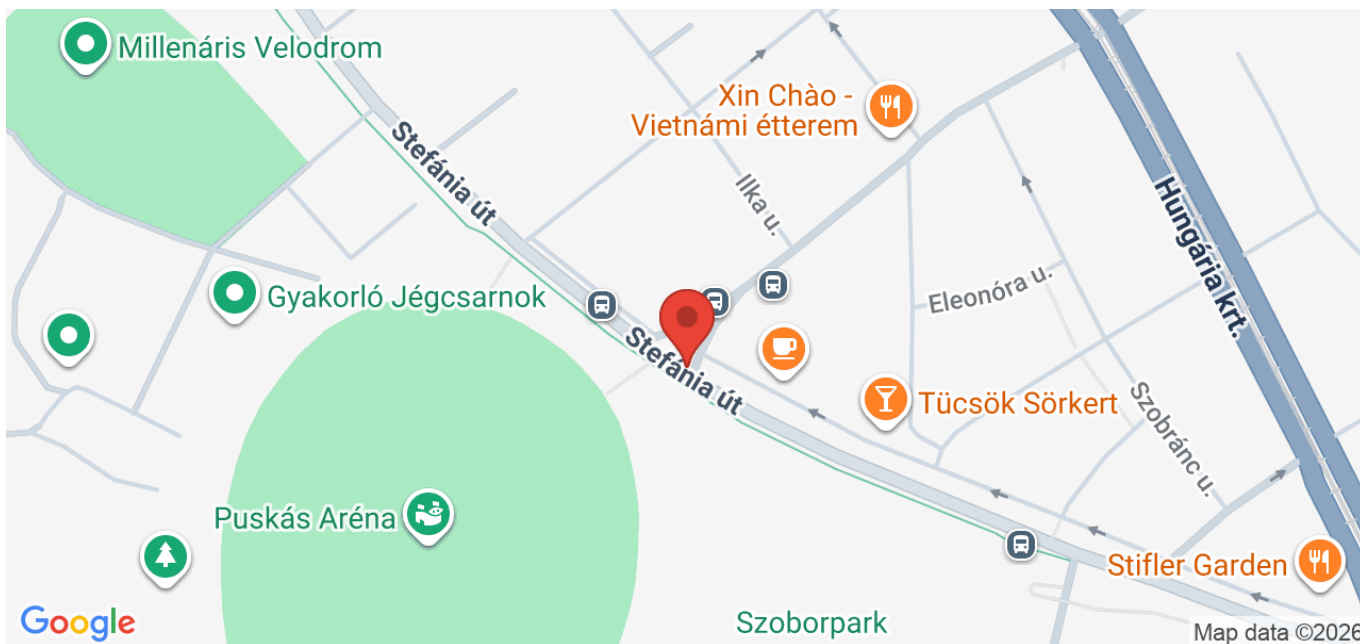 Millenáris Velodrom
Xin Chào -
Vietnámi étterem
Stefánia út
Ilka u.
Hungária krt.
Gyakorló Jégcsarnok
Eleonóra u.
Stefánia út
Tücsök Sörkert
Szobránc u.
Puskás Aréna
Stifler Garden
Google
Szoborpark
Map data ©2026